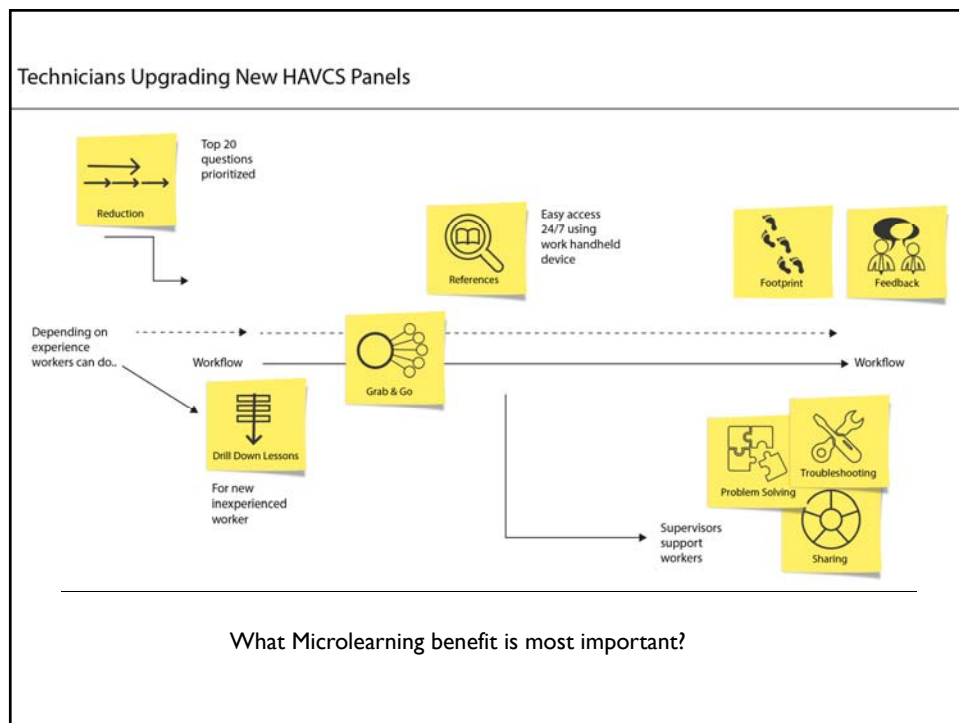 Technicians Upgrading New HAVCS Panels
Top 20
questions
prioritized
Reduction
Easy access
24/7 using
work handheld
device
References
Footprint
Feedback
Depending on
experience
workers can do..
Workflow
Grab & Go
Workflow
Drill Down Lessons
For new
inexperienced
worker
Supervisors
support
workers
Problem Solving
Troubleshooting
Sharing
What Microlearning benefit is most important?